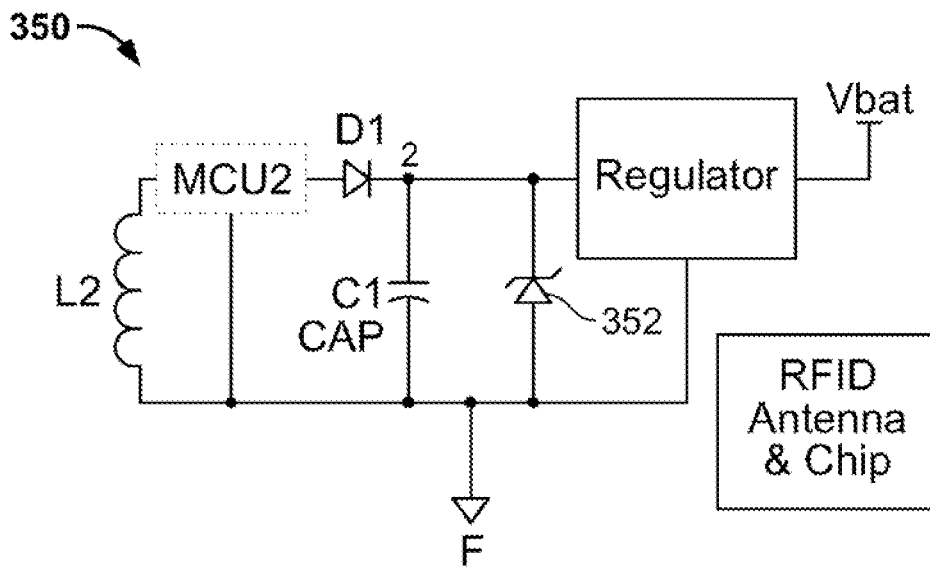 350
Vbat
D1
2
MCU2
Regulator
L2
C1
CAP
352
RFID
Antenna
& Chip
F